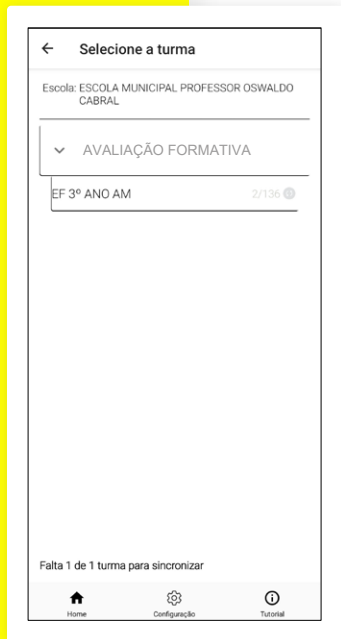 Selecione a turma
Escola: ESCOLA MUNICIPAL PROFESSOR OSWALDO
CABRAL
AVALIAÇÃO FORMATIVA
EF 3º ANO AM 2/136
Falta 1 de 1 turma para sincronizar
Home Configuração Tutorial